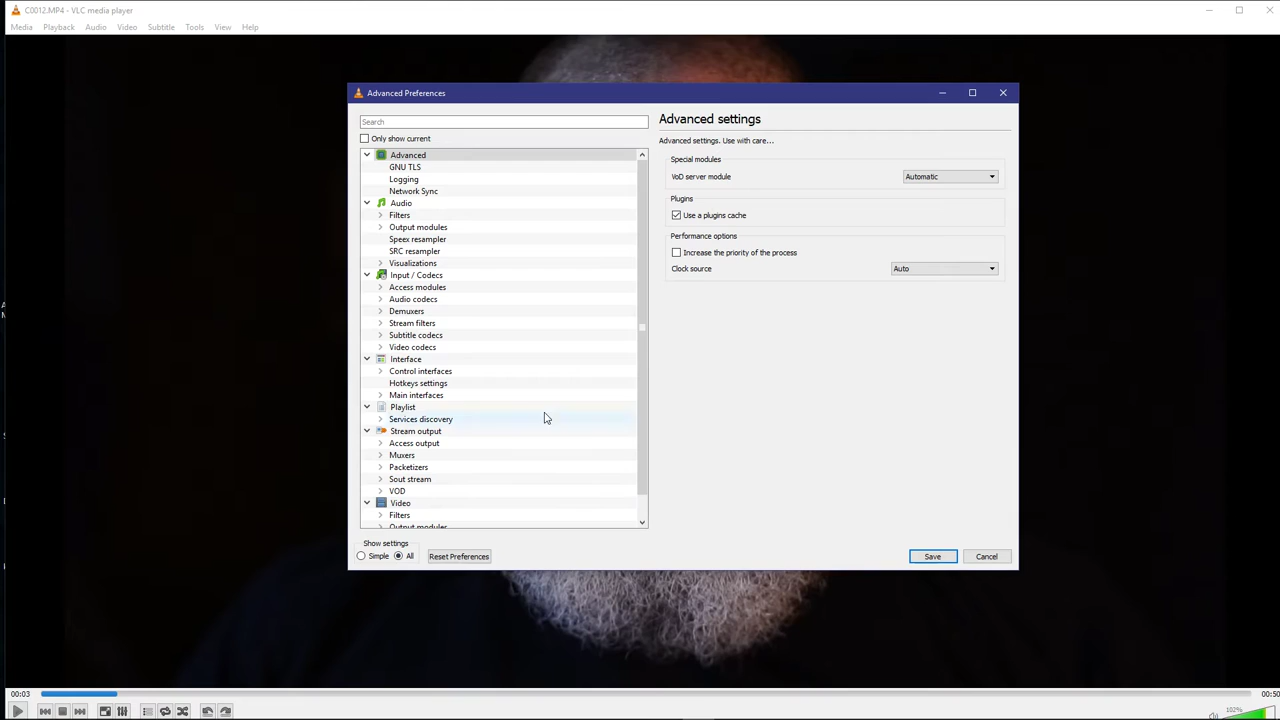 C0012.MP4 - VLC media player
Media Playback Audio Video Subtitle Tools View Help
Advanced Preferences
Search
Only show current
Advanced
GNU TLS
Logging
Network Sync
Audio
Filters
Output modules
Speex resampler
SRC resampler
Visualizations
Input / Codecs
Access modules
Audio codecs
Demuxers
Stream filters
Subtitle codecs
Video codecs
Interface
Control interfaces
Hotkeys settings
Main interfaces
Playlist
Services discovery
Stream output
Access output
Muxers
Packetizers
Sout stream
VOD
Video
Filters
Output modules
Advanced settings
Advanced settings. Use with care...
Special modules
VoD server module Automatic
Plugins
Use a plugins cache
Performance options
Increase the priority of the process
Clock source Auto
Show settings
Simple All Reset Preferences
Save Cancel
00:03 00:50
102%